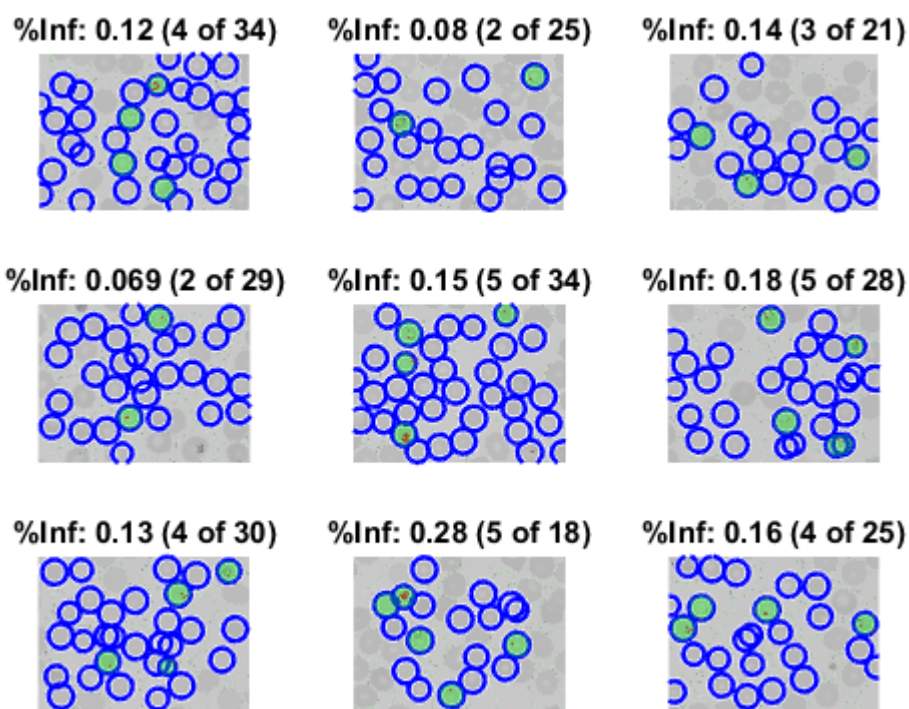 %Inf: 0.12 (4 of 34)
%Inf: 0.08 (2 of 25)
%Inf: 0.14 (3 of 21)
%Inf: 0.069 (2 of 29)
%Inf: 0.15 (5 of 34)
%Inf: 0.18 (5 of 28)
%Inf: 0.13 (4 of 30)
%Inf: 0.28 (5 of 18)
%Inf: 0.16 (4 of 25)